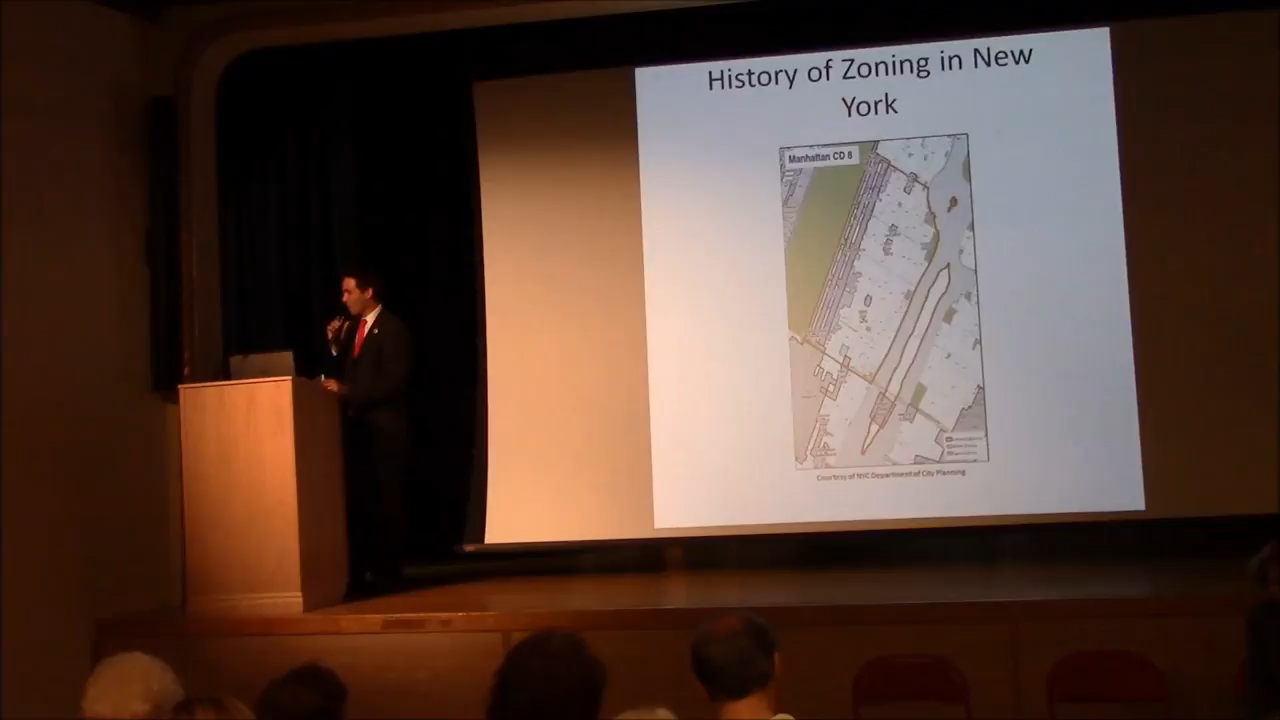 History of Zoning in New
York
Manhattan CD 8
Courtesy of NYC Department of City Planning